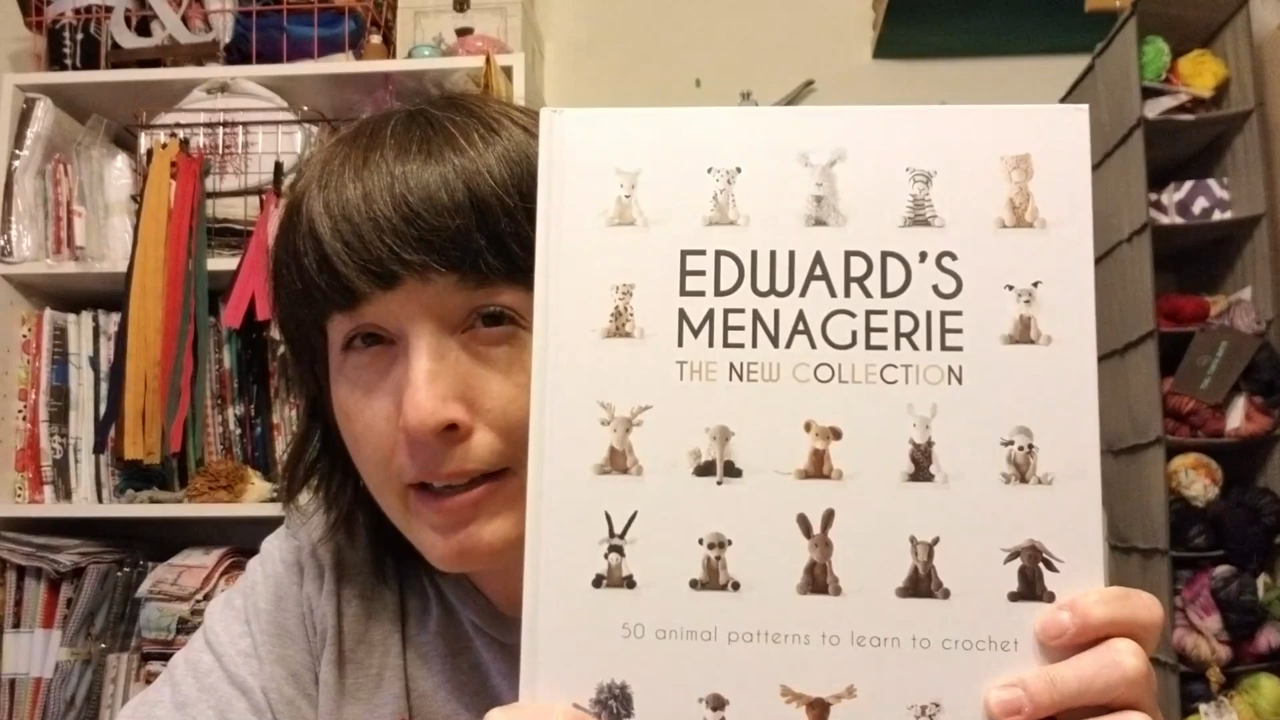 EDWARD'S
MENAGERIE
THE NEW COLLECTION
50 animal patterns to learn to crochet